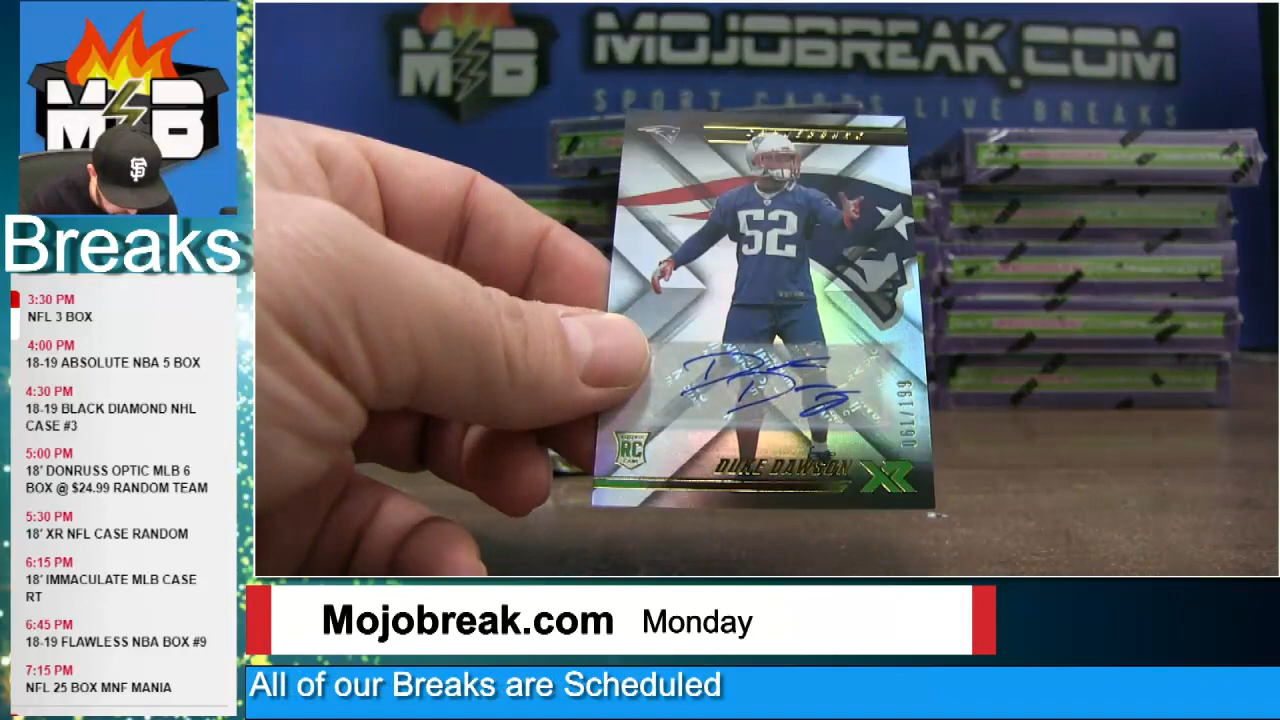 M B
MOJOBREAK.COM
SPORT CARDS LIVE BREAKS
M B
SF
Breaks
3:30 PM
NFL 3 BOX
4:00 PM
18-19 ABSOLUTE NBA 5 BOX
4:30 PM
18-19 BLACK DIAMOND NHL
CASE #3
5:00 PM
18' DONRUSS OPTIC MLB 6
BOX @ $24.99 RANDOM TEAM
5:30 PM
18' XR NFL CASE RANDOM
6:15 PM
18' IMMACULATE MLB CASE
RT
6:45 PM
18-19 FLAWLESS NBA BOX #9
7:15 PM
NFL 25 BOX MNF MANIA
52
061/199
RC
DUKE DAWSON XR
Mojobreak.com Monday
All of our Breaks are Scheduled